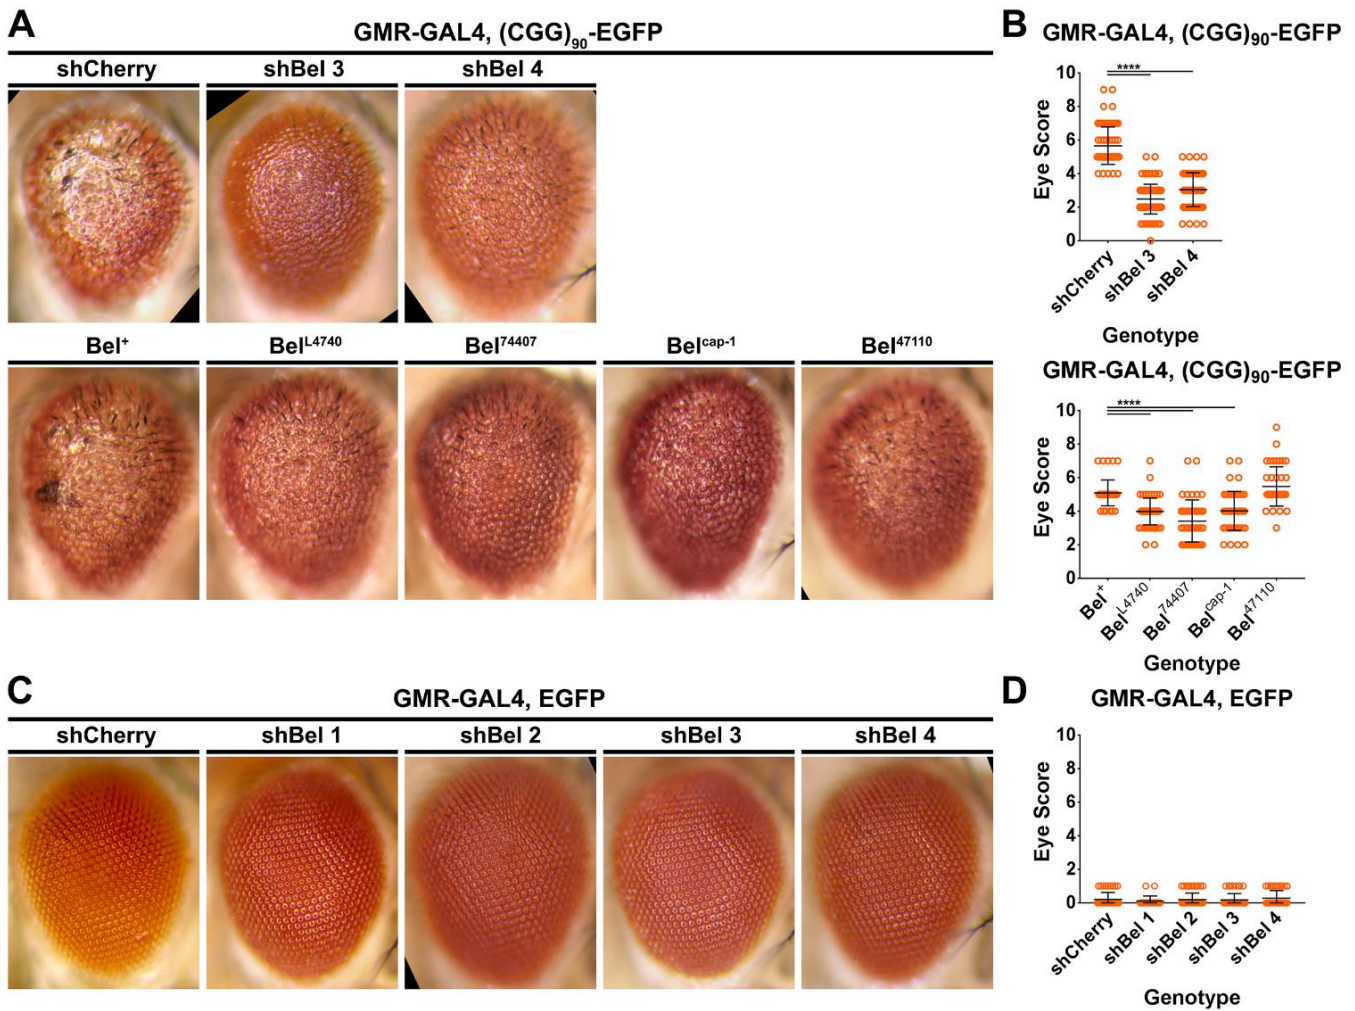 A
GMR-GAL4, (CGG)90-EGFP
shCherry shBel 3 shBel 4
Bel+ BelL4740 Bel74407 Belcap-1 Bel47110
B
GMR-GAL4, (CGG)90-EGFP
****
10
8
6
4
2
0
Eye Score
shCherry shBel 3 shBel 4
Genotype
GMR-GAL4, (CGG)90-EGFP
****
10
8
6
4
2
0
Eye Score
Bel+ BelL4740 Bel74407 Belcap-1 Bel47110
Genotype
C
GMR-GAL4, EGFP
shCherry shBel 1 shBel 2 shBel 3 shBel 4
D
GMR-GAL4, EGFP
10
8
6
4
2
0
Eye Score
shCherry shBel 1 shBel 2 shBel 3 shBel 4
Genotype